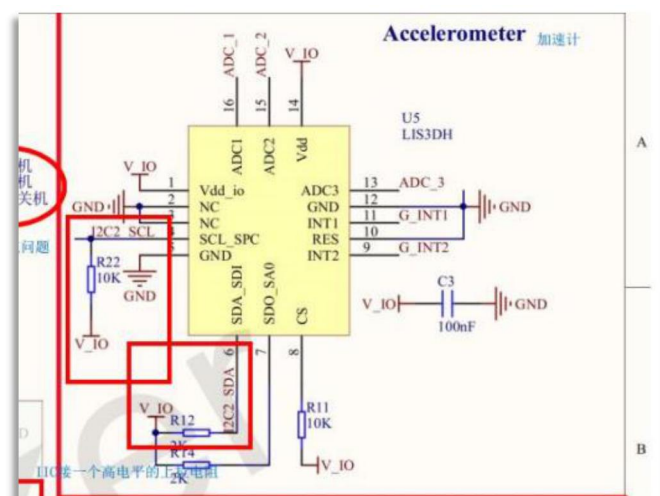 Accelerometer 加速计
ADC_1
ADC_2
V_IO
16
15
14
U5
LIS3DH
A
机
机
关机
问题
V_IO
ADC1
ADC2
Vdd
1
Vdd_io
ADC3
13
ADC_3
GND
2
NC
GND
12
GND
3
NC
INT1
11
G_INT1
I2C2_SCL
4
SCL_SPC
RES
10
5
GND
INT2
9
G_INT2
R22
10K
GND
SDA_SDI
SDO_SA0
CS
V_IO
C3
GND
100nF
V_IO
6
7
8
I2C2_SDA
V_IO
R12
2K
R11
10K
R14
2K
V_IO
B
D
IIC接一个高电平的上拉电阻